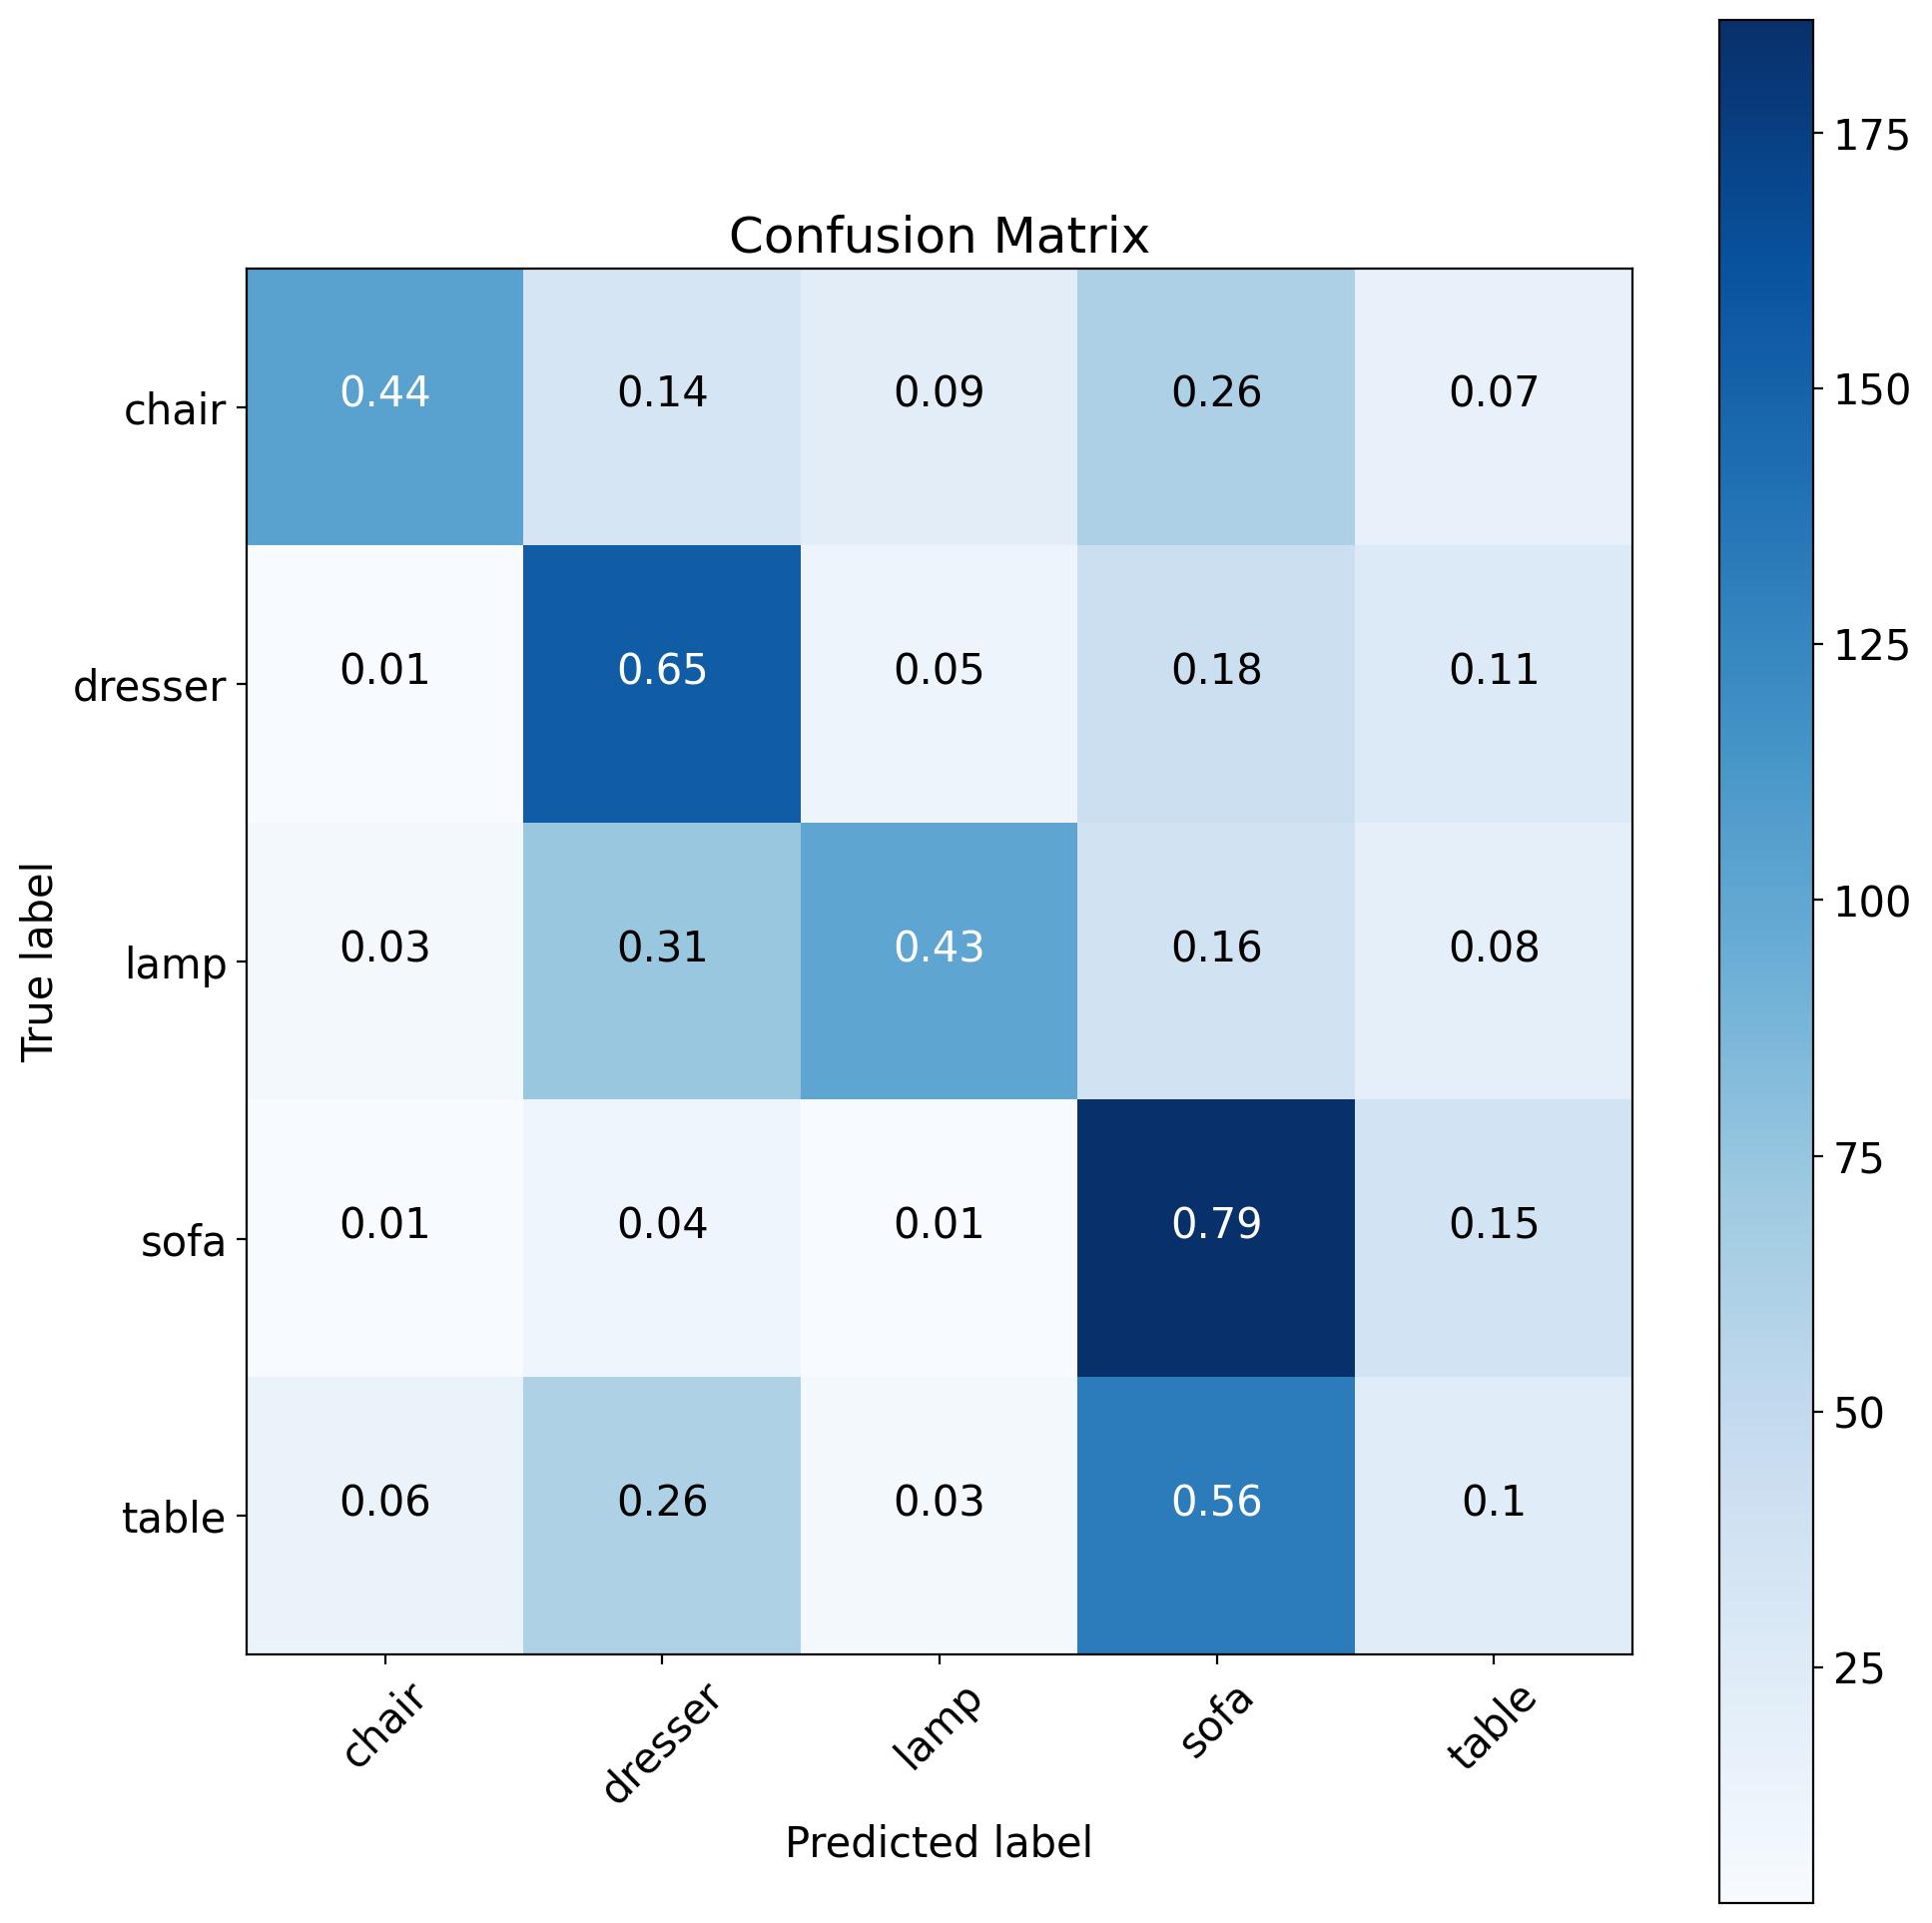 Confusion Matrix
True label
chair 0.44 0.14 0.09 0.26 0.07
dresser 0.01 0.65 0.05 0.18 0.11
lamp 0.03 0.31 0.43 0.16 0.08
sofa 0.01 0.04 0.01 0.79 0.15
table 0.06 0.26 0.03 0.56 0.1
chair dresser lamp sofa table
Predicted label
175
150
125
100
75
50
25